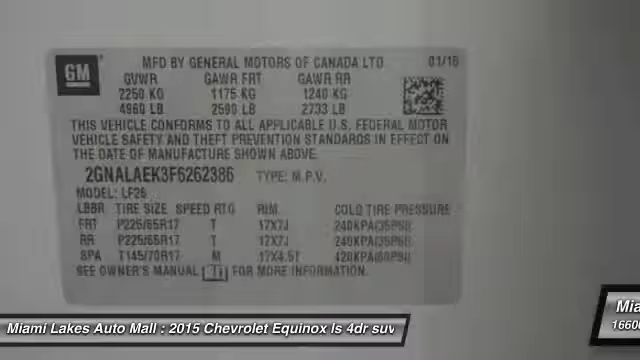 GM
MFD BY GENERAL MOTORS OF CANADA LTD 01/15
GVWR GAWR FRT GAWR RR
2250 KG 1175 KG 1240 KG
4960 LB 2590 LB 2733 LB
THIS VEHICLE CONFORMS TO ALL APPLICABLE U.S. FEDERAL MOTOR
VEHICLE SAFETY AND THEFT PREVENTION STANDARDS IN EFFECT ON
THE DATE OF MANUFACTURE SHOWN ABOVE.
2GNALAEK3F6262386 TYPE: M.P.V.
MODEL: LF26
TIRE SIZE SPEED RTG RIM COLD TIRE PRESSURE
FRT P225/65R17 T 17X7J 240KPA(35PSI)
RR P225/65R17 T 17X7J 240KPA(35PSI)
SPA T145/70R17 M 17X4.5T 420KPA(60PSI)
SEE OWNER'S MANUAL FOR MORE INFORMATION.
Miami Lakes Auto Mall : 2015 Chevrolet Equinox ls 4dr suv
Mia
1660